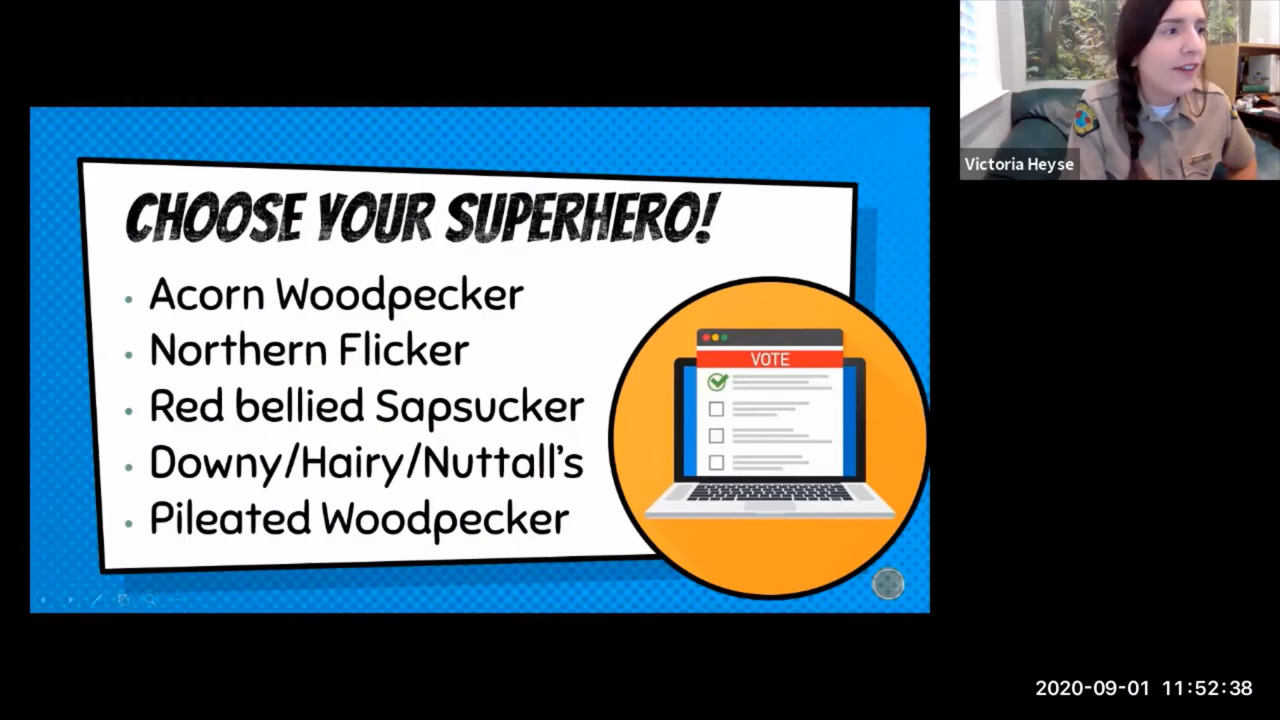 CHOOSE YOUR SUPERHERO!
• Acorn Woodpecker
• Northern Flicker
• Red bellied Sapsucker
• Downy/Hairy/Nuttall's
• Pileated Woodpecker
VOTE
Victoria Heyse
2020-09-01 11:52:38